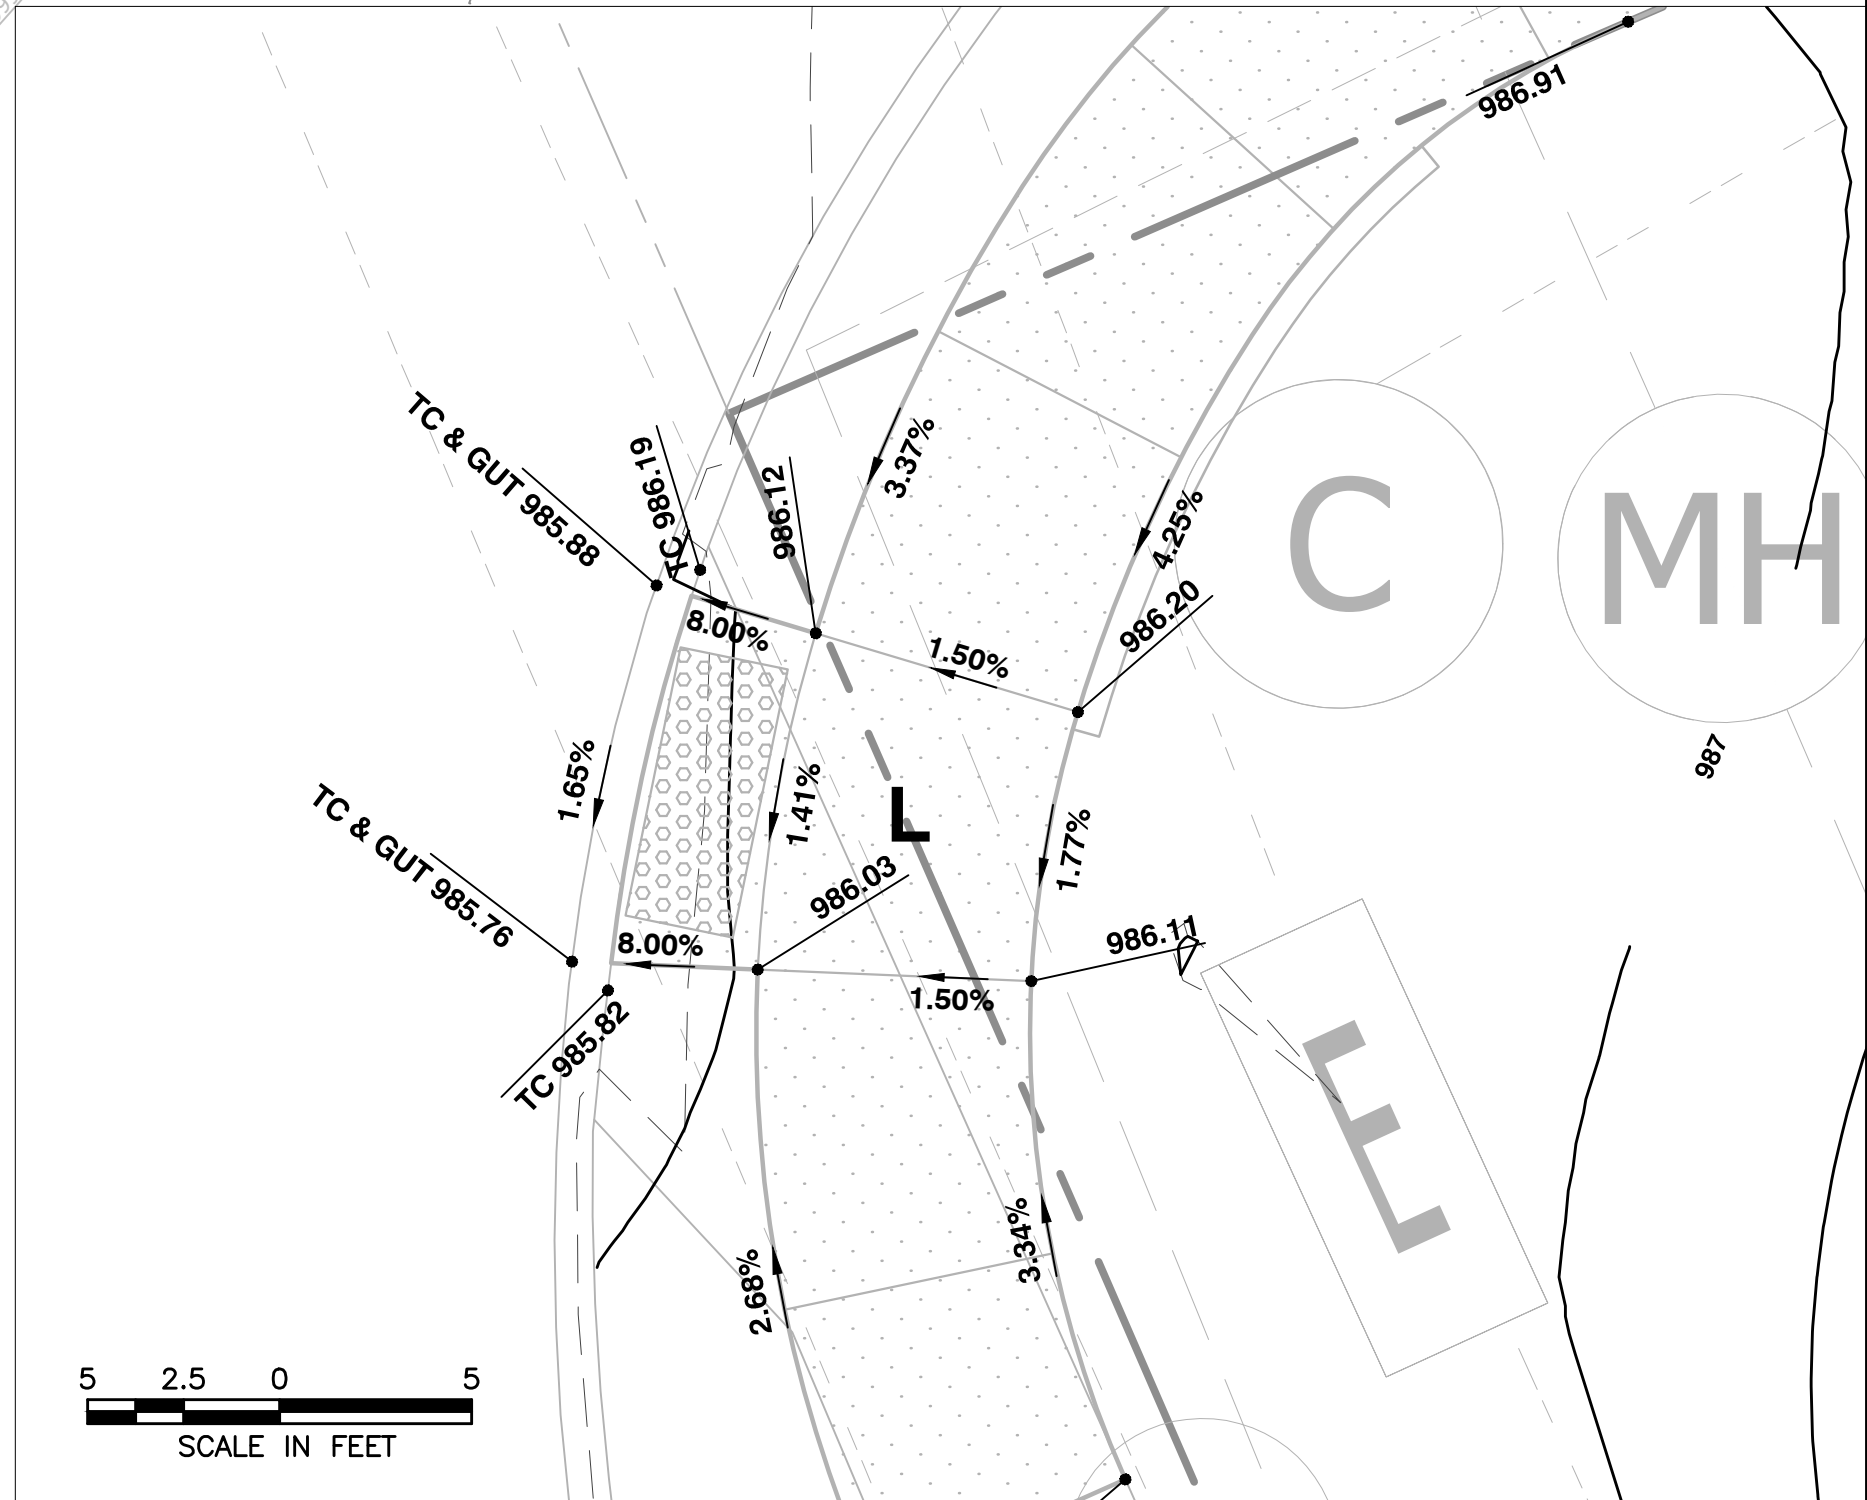 986.91
TC & GUT 985.88
TC 986.19
986.12
3.37%
4.25%
C
MH
8.00%
1.50%
986.20
987
1.65%
1.41%
L
1.77%
TC & GUT 985.76
986.03
8.00%
986.11
1.50%
TC 985.82
E
3.34%
2.68%
5 2.5 0 5
SCALE IN FEET